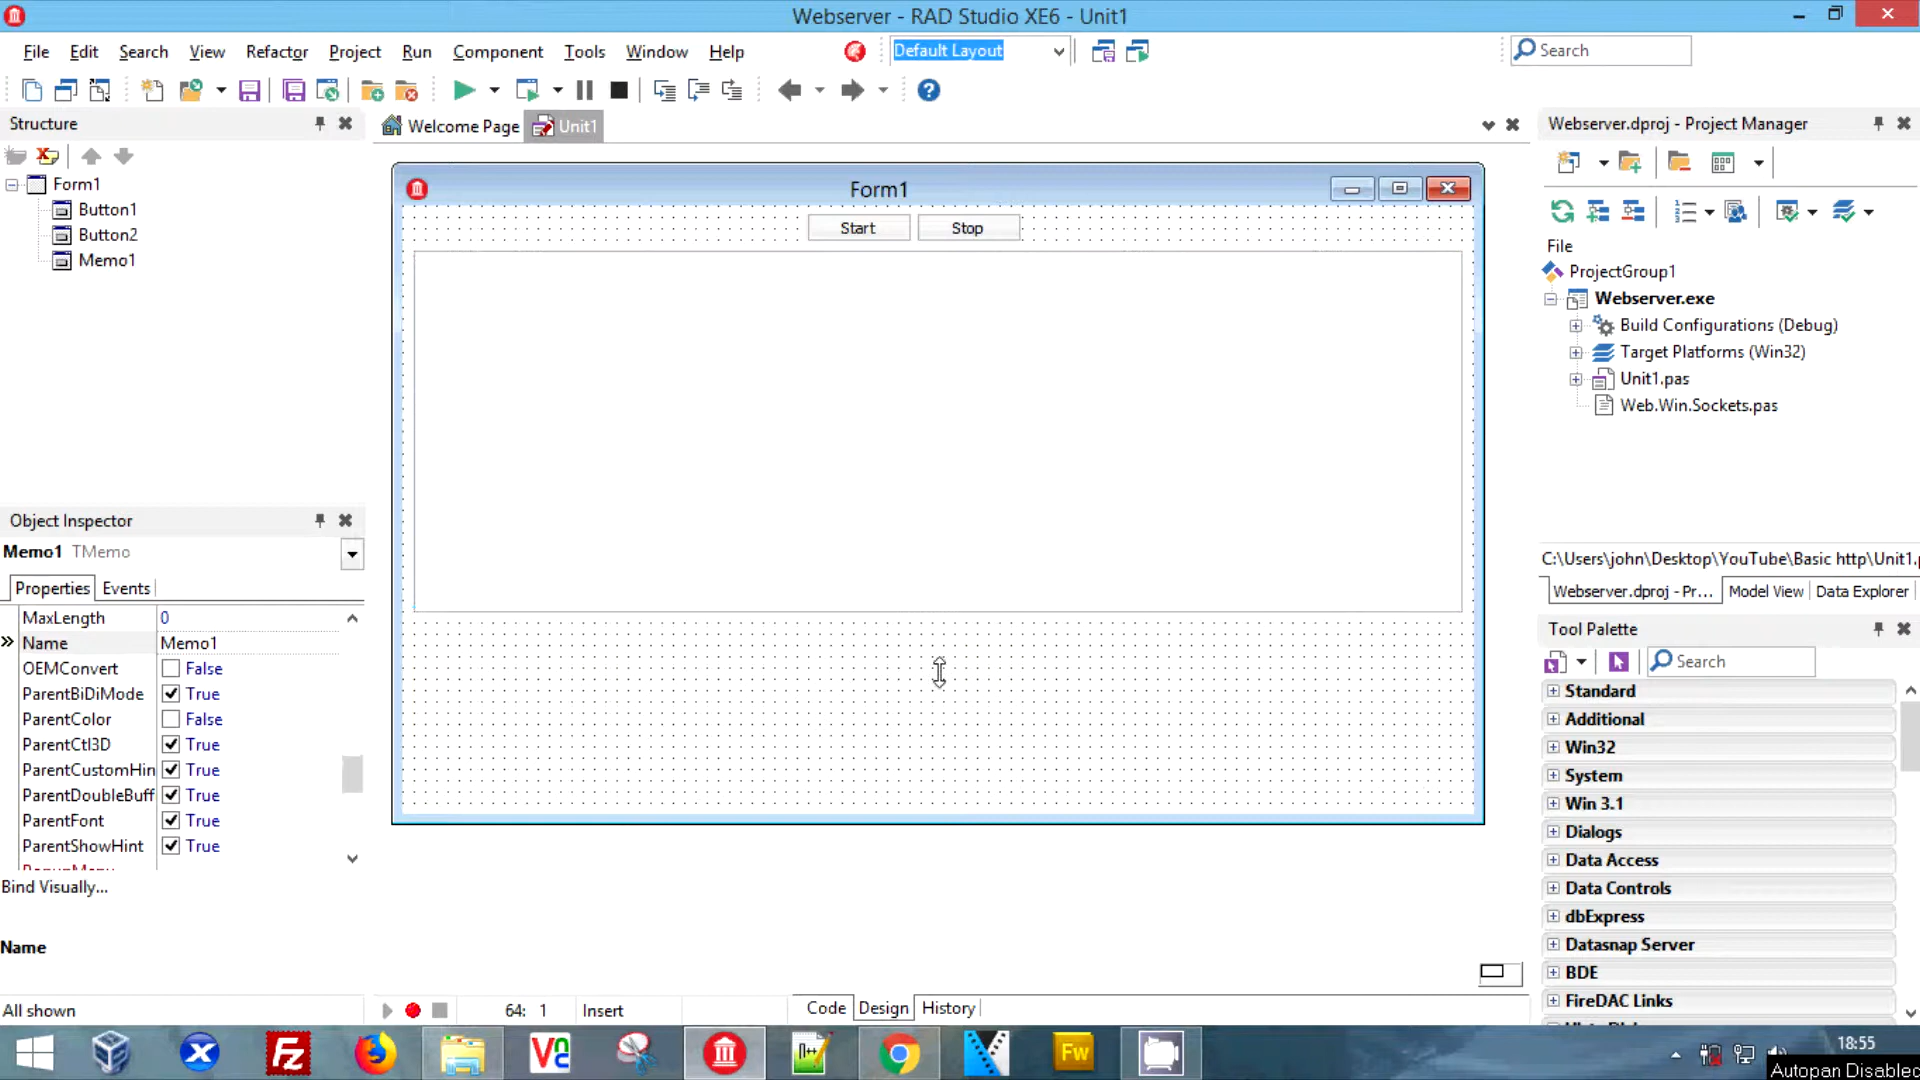 Webserver - RAD Studio XE6 - Unit1
File Edit Search View Refactor Project Run Component Tools Window Help
Default Layout
Search
Structure
Welcome Page
Unit1
Webserver.dproj - Project Manager
Form1
Button1
Button2
Memo1
Form1
Start
Stop
File
ProjectGroup1
Webserver.exe
Build Configurations (Debug)
Target Platforms (Win32)
Unit1.pas
Web.Win.Sockets.pas
Object Inspector
Memo1 TMemo
Properties Events
MaxLength 0
Name Memo1
OEMConvert False
ParentBiDiMode True
ParentColor False
ParentCtl3D True
ParentCustomHin True
ParentDoubleBuff True
ParentFont True
ParentShowHint True
Bind Visually...
Name
All shown
C:\Users\john\Desktop\YouTube\Basic http\Unit1.p
Webserver.dproj - Pr... Model View Data Explorer
Tool Palette
Search
Standard
Additional
Win32
System
Win 3.1
Dialogs
Data Access
Data Controls
dbExpress
Datasnap Server
BDE
FireDAC Links
64: 1 Insert
Code Design History
Fz
VNC
N++
Fw
18:55
Autopan Disabled